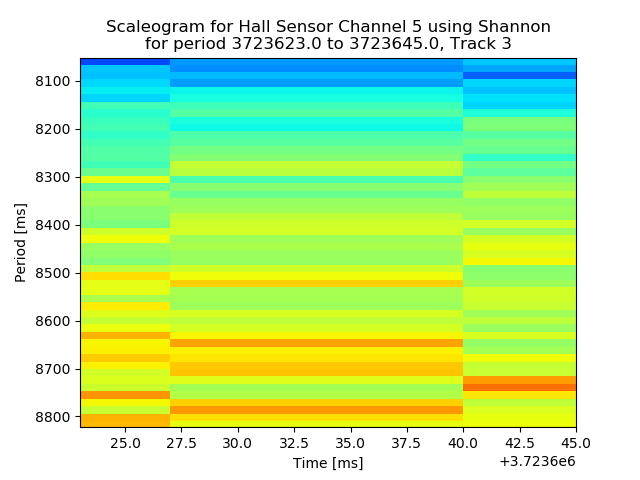 Scaleogram for Hall Sensor Channel 5 using Shannon
for period 3723623.0 to 3723645.0, Track 3
Period [ms]
8100
8200
8300
8400
8500
8600
8700
8800
25.0 27.5 30.0 32.5 35.0 37.5 40.0 42.5 45.0
Time [ms]
+3.7236e6